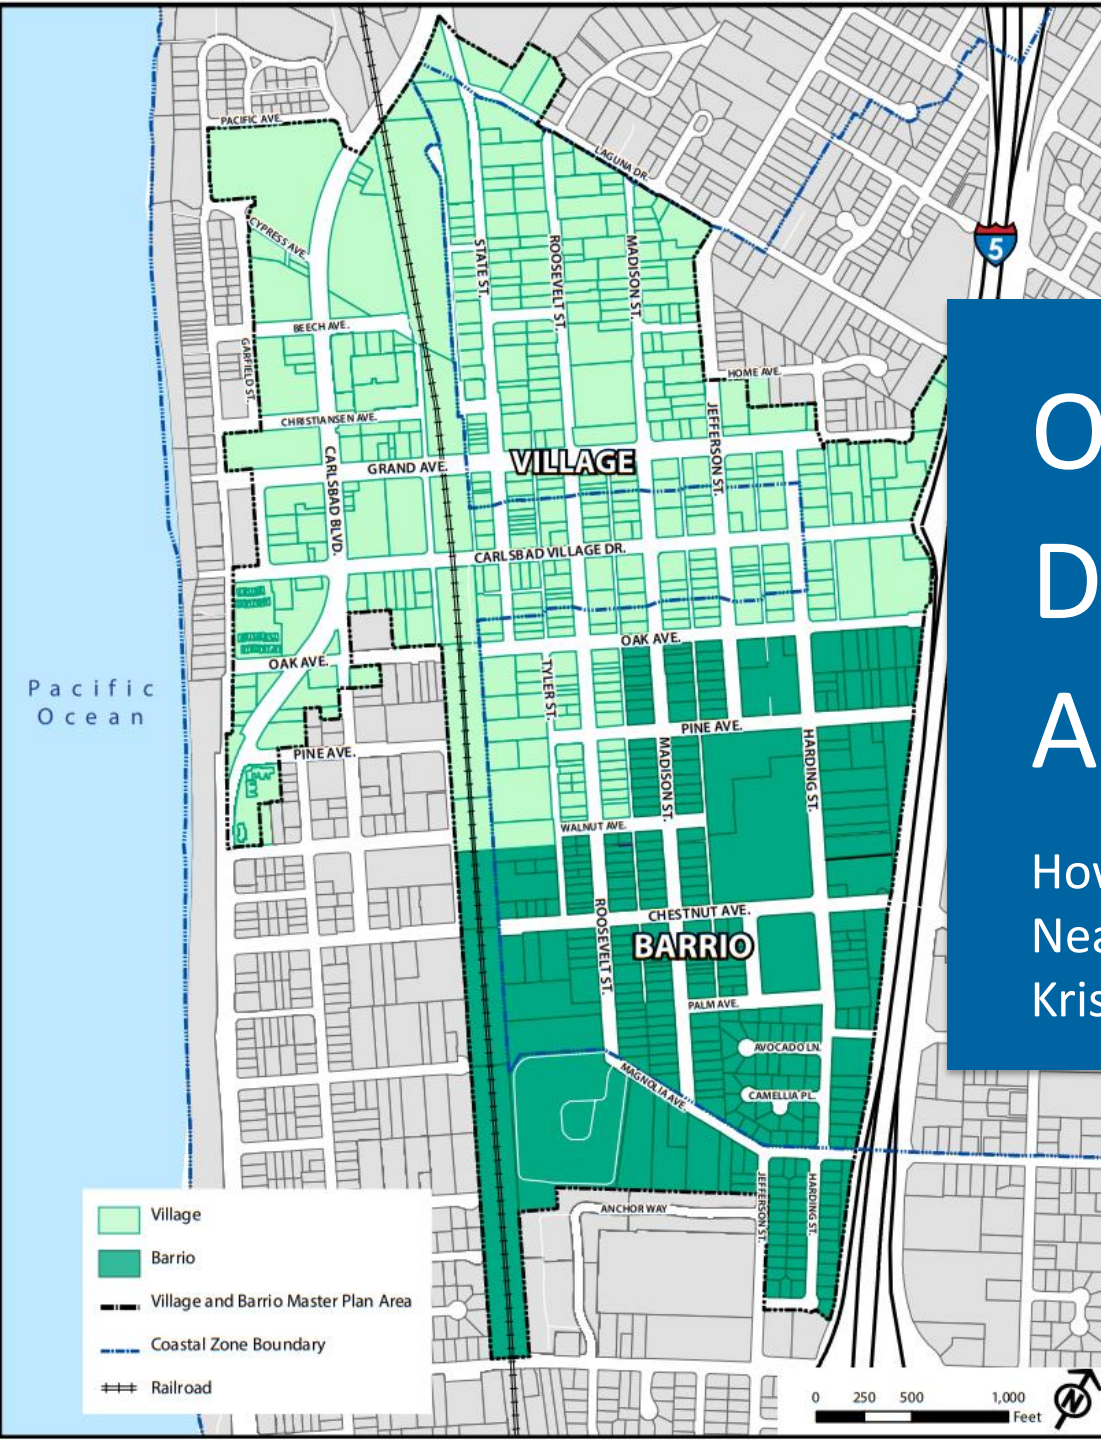 PACIFIC AVE.
LAGUNA DR.
CYPRESS AVE.
STATE ST.
ROOSEVELT ST.
MADISON ST.
5
BEECH AVE.
GARFIELD ST.
HOME AVE.
JEFFERSON ST.
CHRISTIANSEN AVE.
CARLSBAD BLVD.
GRAND AVE.
VILLAGE
CARLSBAD VILLAGE DR.
OAK AVE.
OAK AVE.
TYLER ST.
Pacific
Ocean
PINE AVE.
PINE AVE.
MADISON ST.
HARDING ST.
WALNUT AVE.
ROOSEVELT ST.
CHESTNUT AVE.
BARRIO
PALM AVE.
AVOCADO LN.
MAGNOLIA AVE.
CAMELLIA PL.
JEFFERSON ST.
HARDING ST.
ANCHOR WAY
Village
Barrio
Village and Barrio Master Plan Area
Coastal Zone Boundary
Railroad
0 250 500 1,000
Feet
N
O
D
A